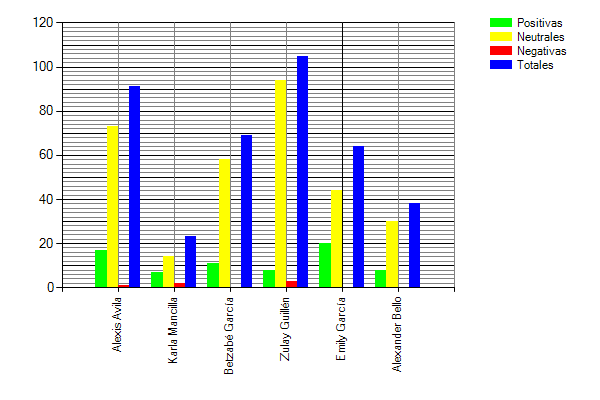 120
100
80
60
40
20
0
Alexis Avila
Karla Mancilla
Betzabé García
Zulay Guillén
Emily García
Alexander Bello
Positivas
Neutrales
Negativas
Totales